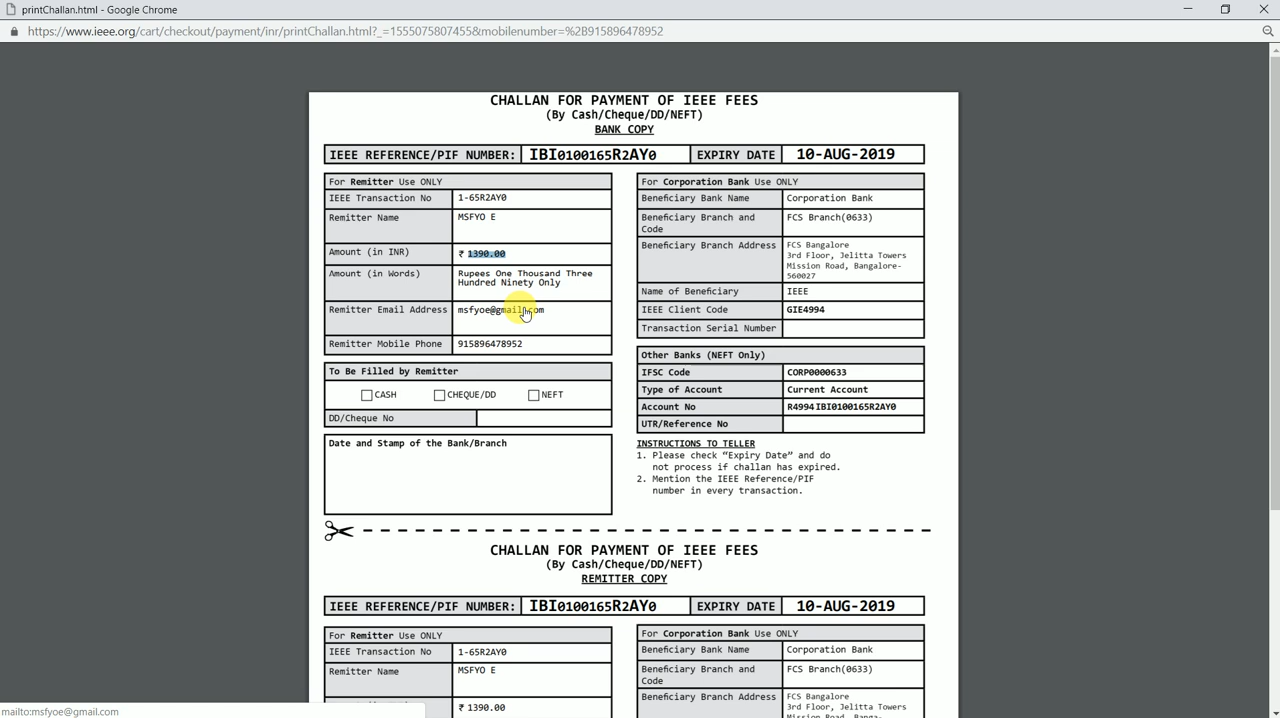 printChallan.html - Google Chrome
https://www.ieee.org/cart/checkout/payment/inr/printChallan.html?_=1555075807455&mobilenumber=%2B915896478952
CHALLAN FOR PAYMENT OF IEEE FEES
(By Cash/Cheque/DD/NEFT)
BANK COPY
IEEE REFERENCE/PIF NUMBER: IBI0100165R2AY0 EXPIRY DATE 10-AUG-2019
For Remitter Use ONLY
IEEE Transaction No 1-65R2AY0
Remitter Name MSFYO E
Amount (in INR) ₹ 1390.00
Amount (in Words) Rupees One Thousand Three
Hundred Ninety Only
Remitter Email Address msfyoe@gmail.com
Remitter Mobile Phone 915896478952
To Be Filled by Remitter
CASH CHEQUE/DD NEFT
DD/Cheque No
Date and Stamp of the Bank/Branch
For Corporation Bank Use ONLY
Beneficiary Bank Name Corporation Bank
Beneficiary Branch and FCS Branch(0633)
Code
Beneficiary Branch Address FCS Bangalore
3rd Floor, Jelitta Towers
Mission Road, Bangalore-
560027
Name of Beneficiary IEEE
IEEE Client Code GIE4994
Transaction Serial Number
Other Banks (NEFT Only)
IFSC Code CORP0000633
Type of Account Current Account
Account No R4994IBI0100165R2AY0
UTR/Reference No
INSTRUCTIONS TO TELLER
1. Please check “Expiry Date” and do
not process if challan has expired.
2. Mention the IEEE Reference/PIF
number in every transaction.
CHALLAN FOR PAYMENT OF IEEE FEES
(By Cash/Cheque/DD/NEFT)
REMITTER COPY
IEEE REFERENCE/PIF NUMBER: IBI0100165R2AY0 EXPIRY DATE 10-AUG-2019
For Remitter Use ONLY
IEEE Transaction No 1-65R2AY0
Remitter Name MSFYO E
₹ 1390.00
For Corporation Bank Use ONLY
Beneficiary Bank Name Corporation Bank
Beneficiary Branch and FCS Branch(0633)
Code
Beneficiary Branch Address FCS Bangalore
3rd Floor, Jelitta Towers
Mission Road, Banga-
mailto:msfyoe@gmail.com